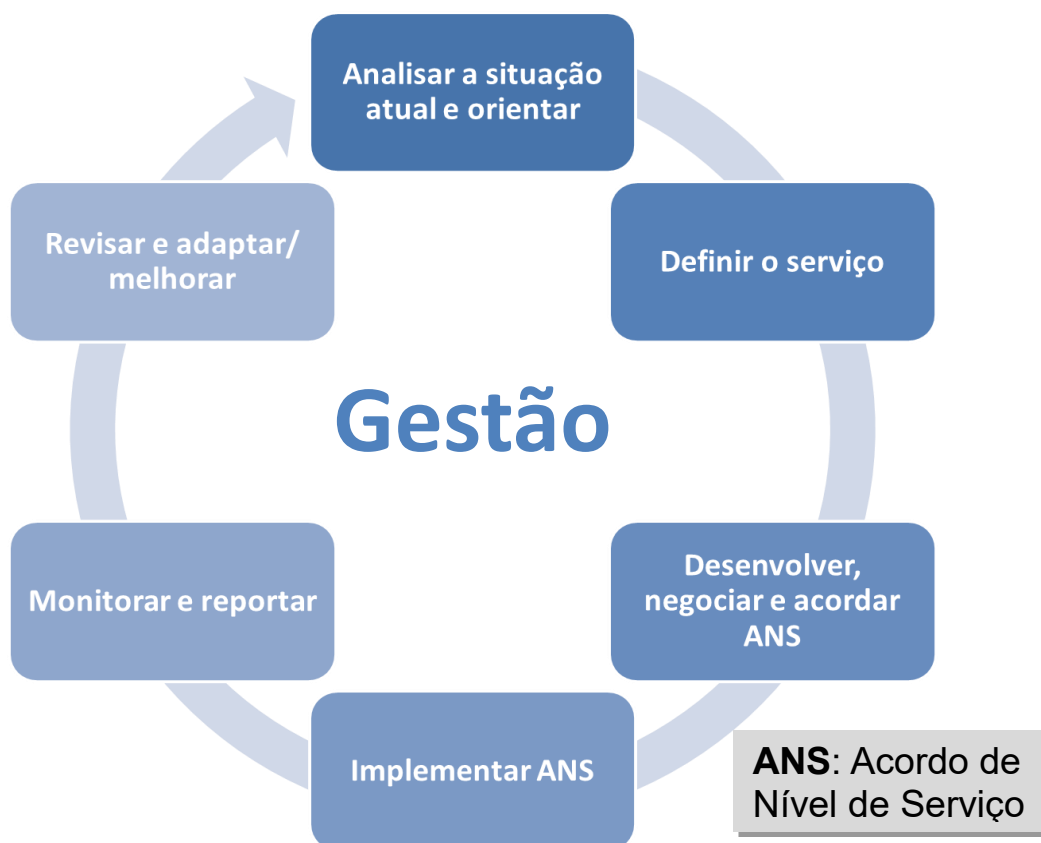 Analisar a situação
atual e orientar
Definir o serviço
Desenvolver,
negociar e acordar
ANS
Implementar ANS
Monitorar e reportar
Revisar e adaptar/
melhorar
Gestão
ANS: Acordo de
Nível de Serviço